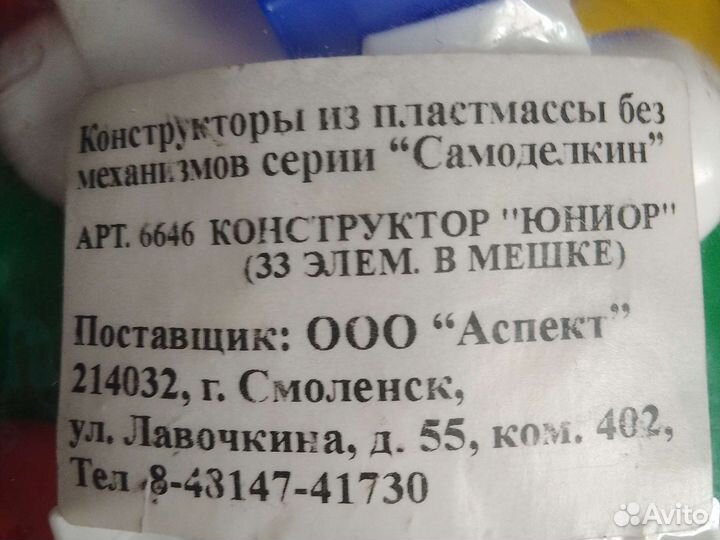 Конструкторы из пластмассы без
механизмов серии “Самоделкин”
АРТ. 6646 КОНСТРУКТОР "ЮНИОР"
(33 ЭЛЕМ. В МЕШКЕ)
Поставщик: ООО “Аспект”
214032, г. Смоленск,
ул. Лавочкина, д. 55, ком. 402,
Тел 8-48147-41730
Avito